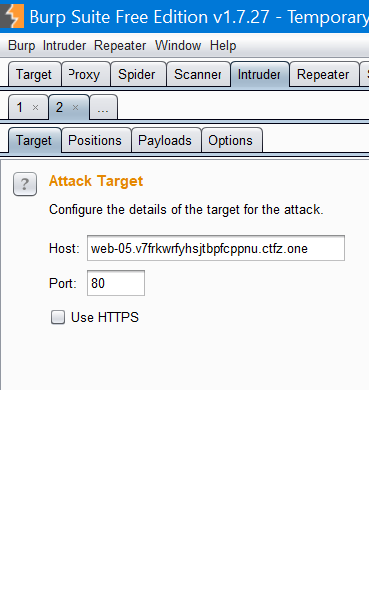 Burp Suite Free Edition v1.7.27 - Temporary
Burp Intruder Repeater Window Help
Target Proxy Spider Scanner Intruder Repeater
1 × 2 × ...
Target Positions Payloads Options
? Attack Target
Configure the details of the target for the attack.
Host: web-05.v7frkwrfyhsjtbpfcppnu.ctfz.one
Port: 80
Use HTTPS